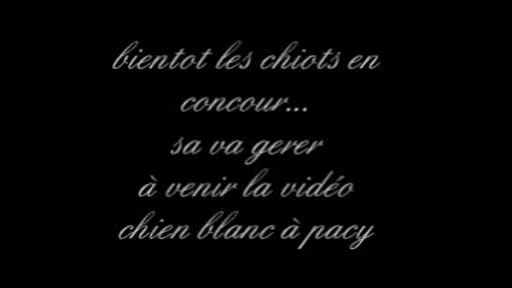 bientot les chiots en
concour...
sa va gerer
à venir la vidéo
chien blanc à pacy